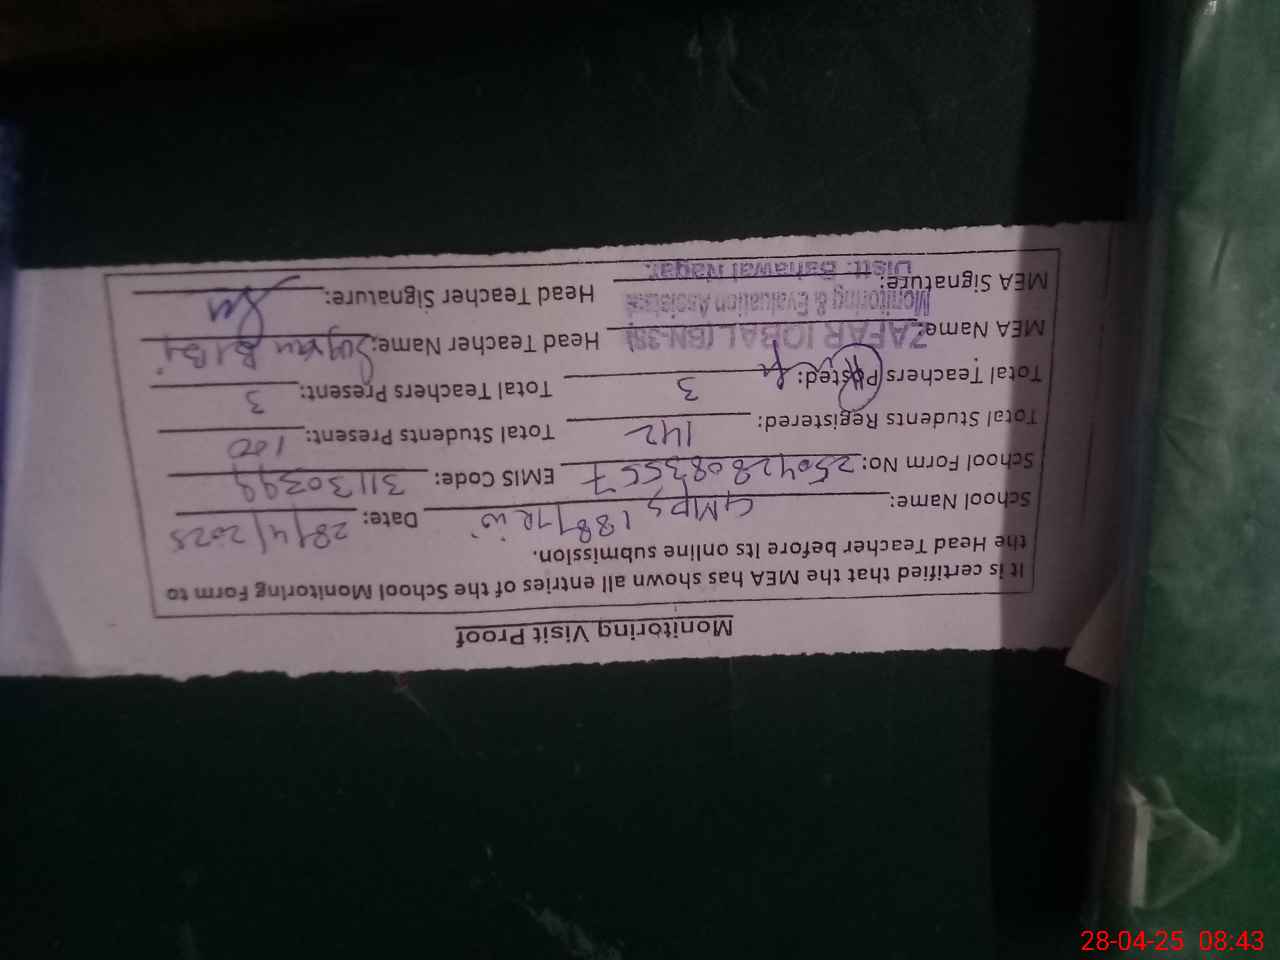 Monitoring Visit Proof
It is certified that the MEA has shown all entries of the School Monitoring Form to
the Head Teacher before its online submission.
School Name: GMPS 188/7R Date: 28/4/2025
School Form No: 250428083557 EMIS Code: 31130399
Total Students Registered: 142 Total Students Present: 100
Total Teachers Posted: 3 Total Teachers Present: 3
MEA Name: ZAFAR IQBAL (BN-39) Head Teacher Name: Sugran BiBi
Monitoring & Evaluation Assistant
MEA Signature: Distt. Bahawal Nagar. Head Teacher Signature:
28-04-25 08:43